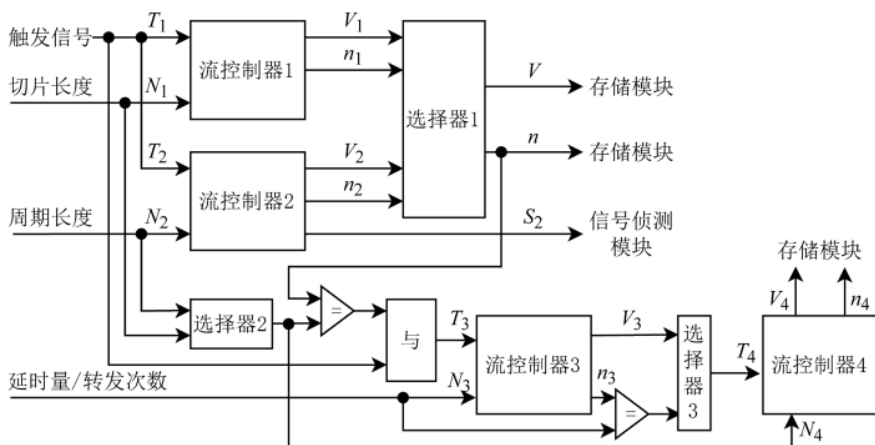 触发信号
T1
V1
n1
流控制器1
切片长度
N1
选择器1
V
存储模块
n
存储模块
T2
V2
n2
流控制器2
周期长度
N2
S2
信号侦测
模块
存储模块
V4
n4
选择器2
=
与
T3
流控制器3
V3
n3
选
择
器
3
T4
流控制器4
延时量/转发次数
N3
=
N4